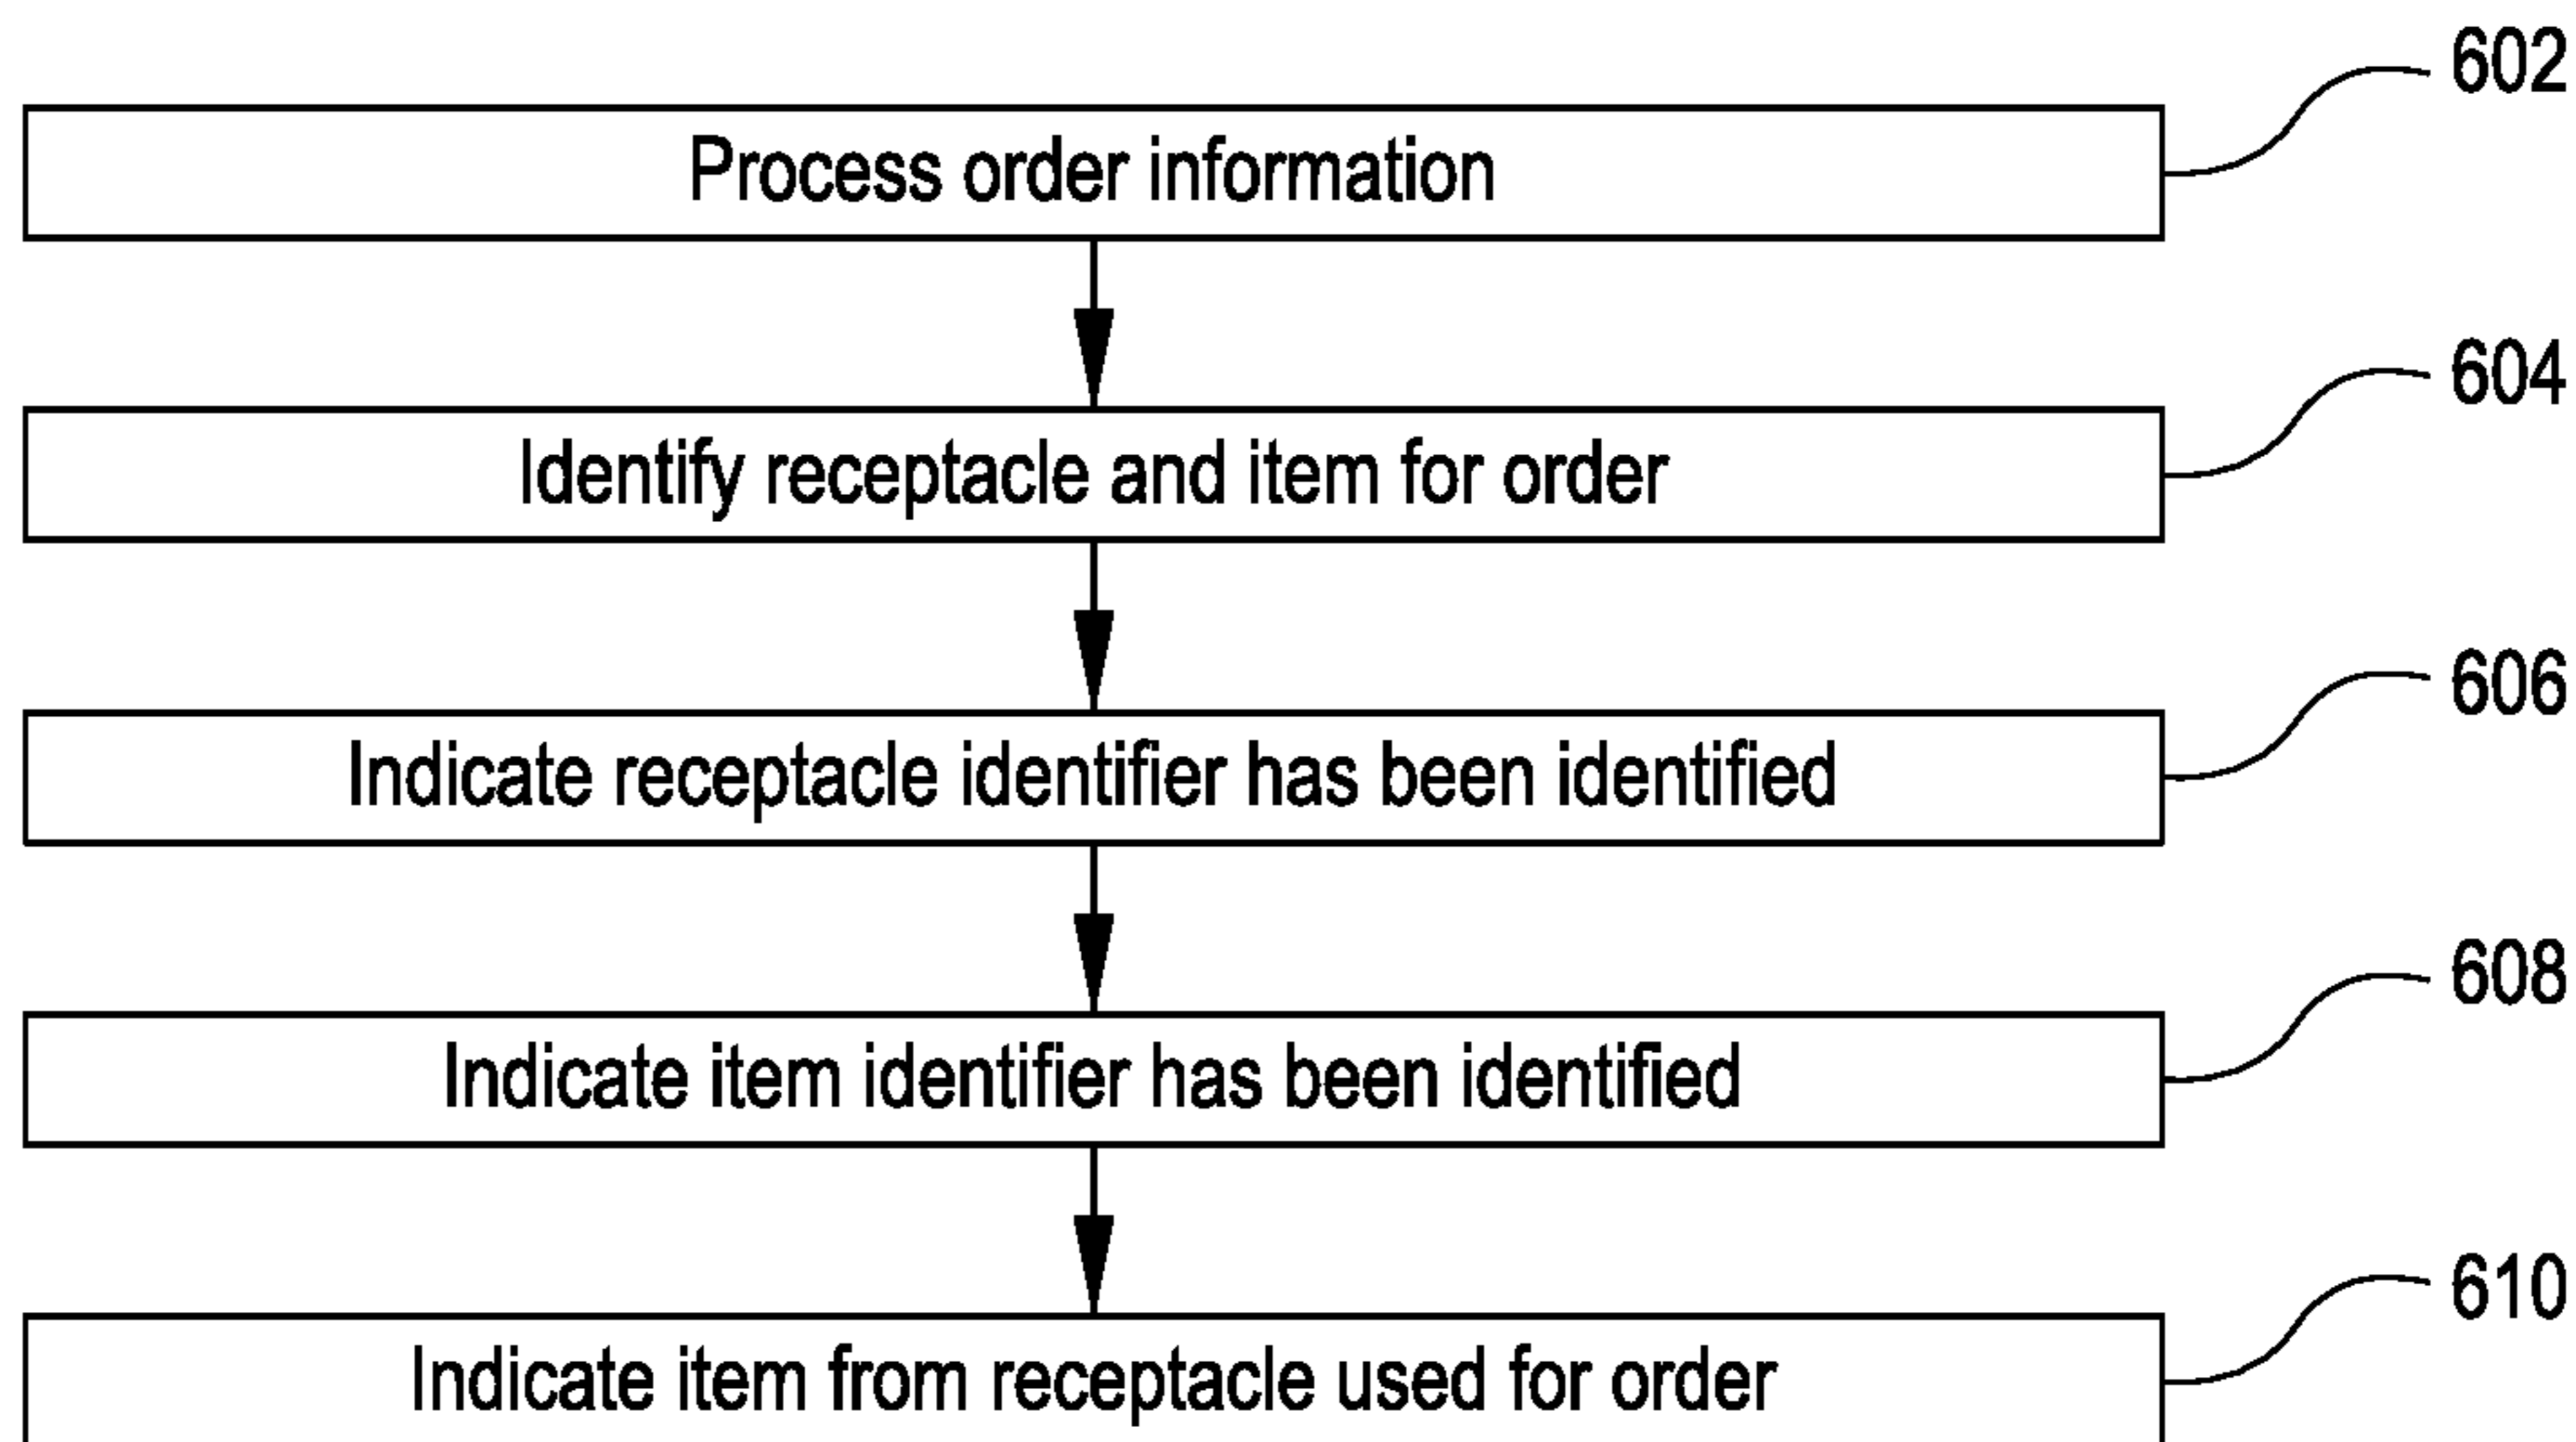 602
Process order information
604
Identify receptacle and item for order
606
Indicate receptacle identifier has been identified
608
Indicate item identifier has been identified
610
Indicate item from receptacle used for order